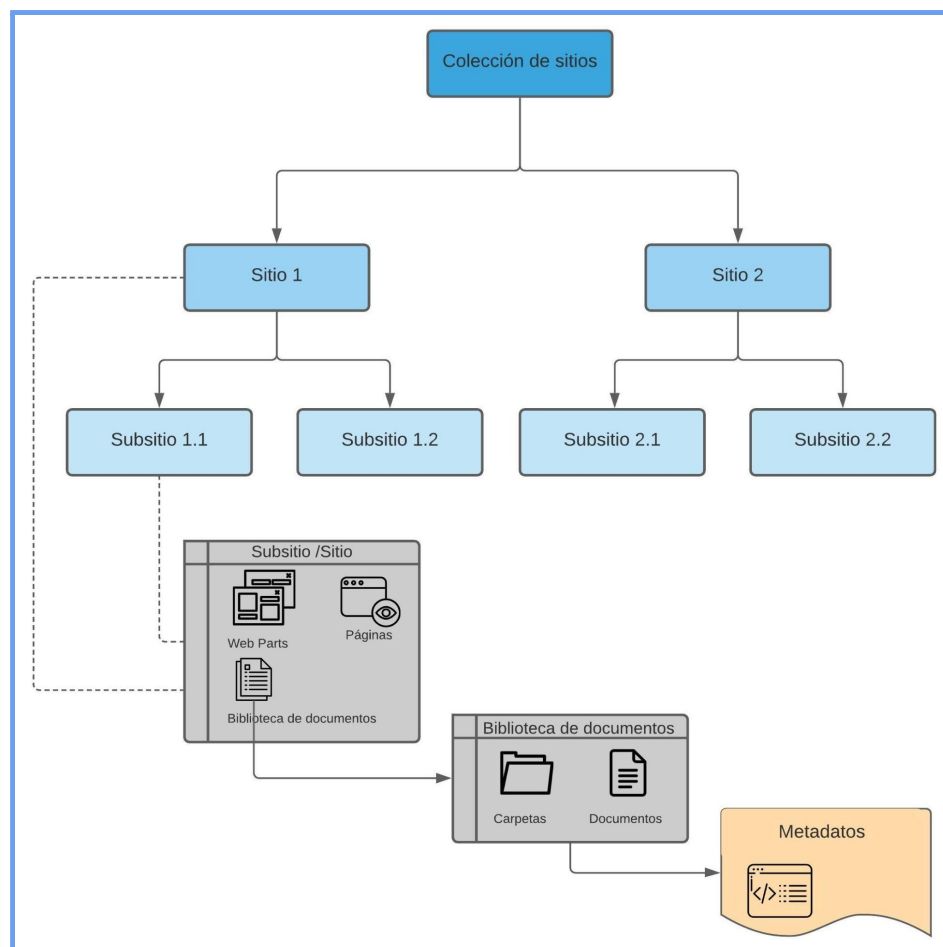 Colección de sitios
Sitio 1
Sitio 2
Subsitio 1.1
Subsitio 1.2
Subsitio 2.1
Subsitio 2.2
Subsitio /Sitio
Web Parts
Páginas
Biblioteca de documentos
Biblioteca de documentos
Carpetas
Documentos
Metadatos